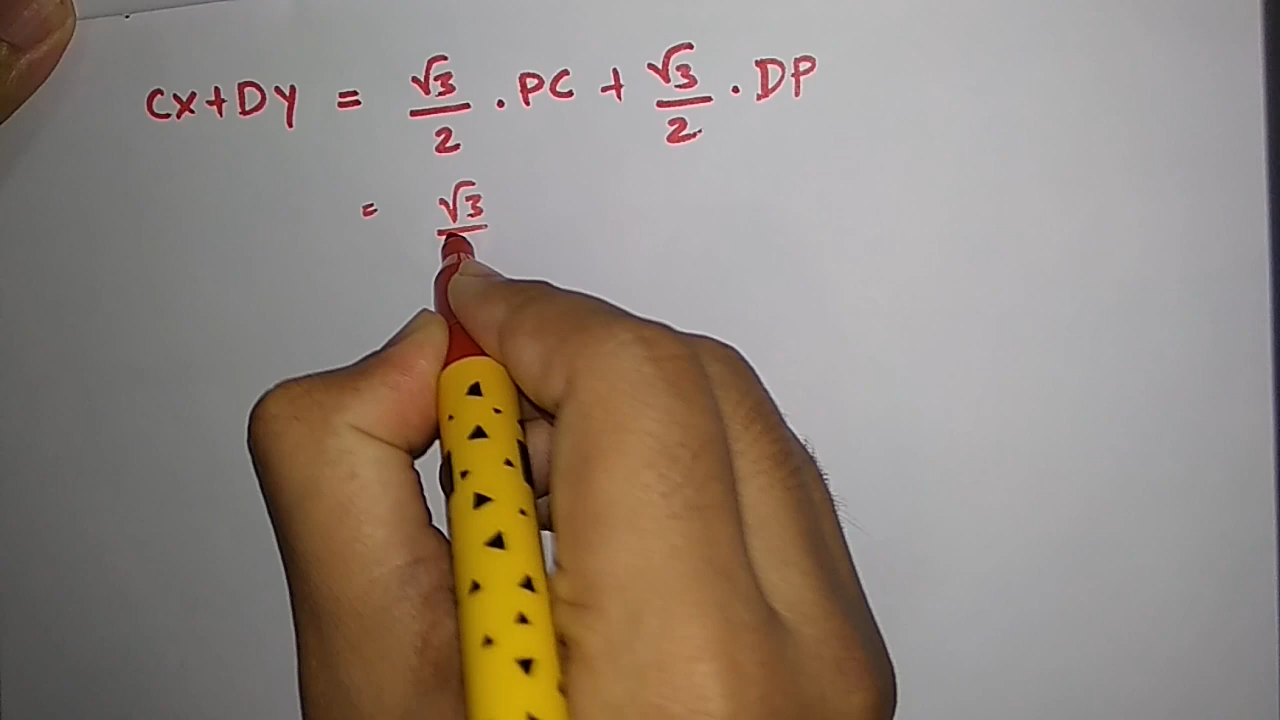 CX+DY = √3/2 . PC + √3/2 . DP
= √3